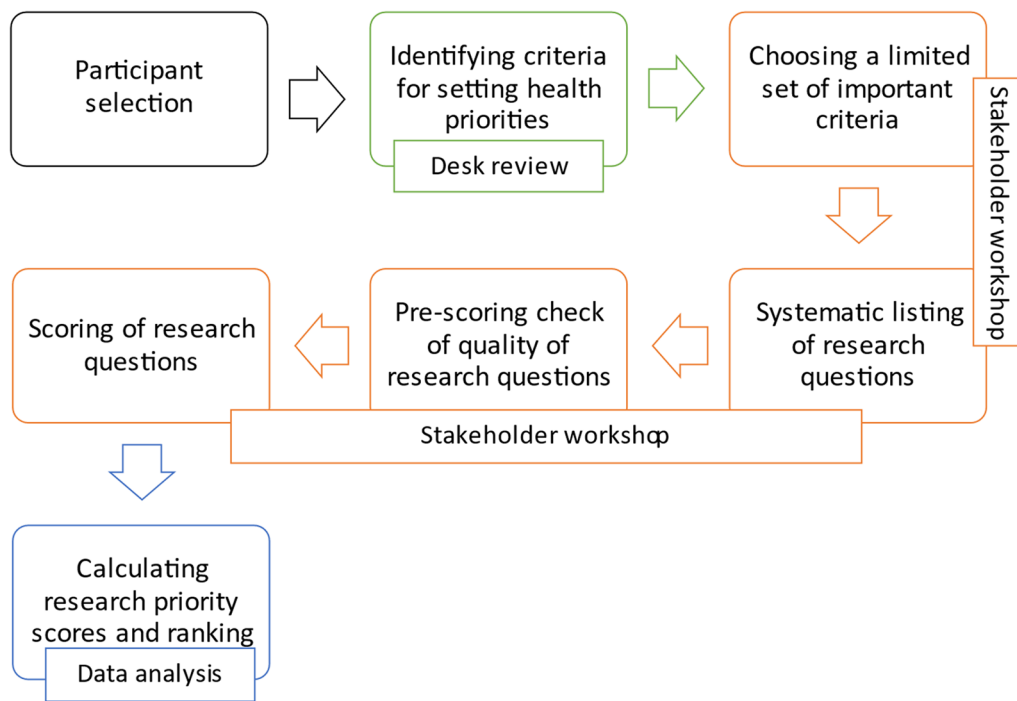 Participant
selection
Identifying criteria
for setting health
priorities
Desk review
Choosing a limited
set of important
criteria
Stakeholder workshop
Systematic listing
of research
questions
Pre-scoring check
of quality of
research questions
Scoring of research
questions
Stakeholder workshop
Calculating
research priority
scores and ranking
Data analysis